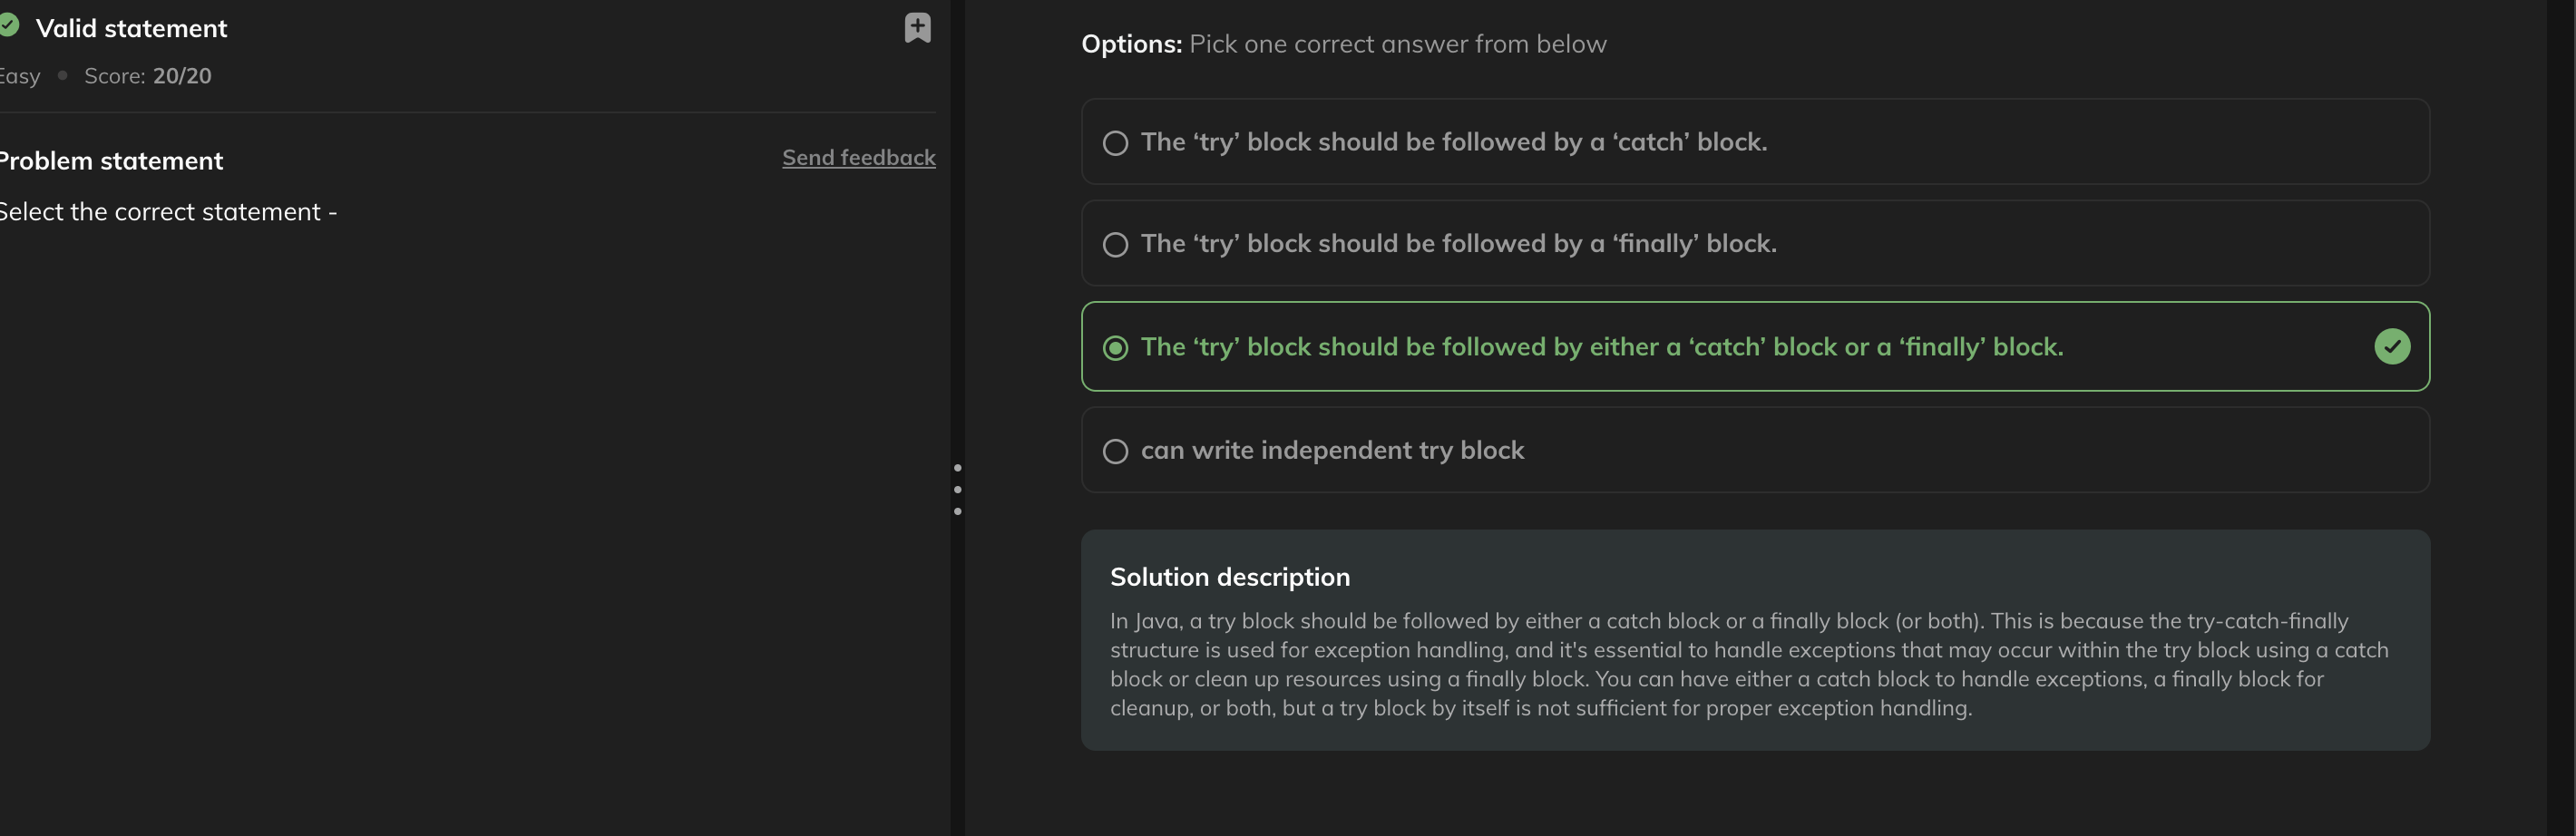 Valid statement
Easy • Score: 20/20
Problem statement
Send feedback
Select the correct statement -
Options: Pick one correct answer from below
The ‘try’ block should be followed by a ‘catch’ block.
The ‘try’ block should be followed by a ‘finally’ block.
The ‘try’ block should be followed by either a ‘catch’ block or a ‘finally’ block.
can write independent try block
Solution description
In Java, a try block should be followed by either a catch block or a finally block (or both). This is because the try-catch-finally
structure is used for exception handling, and it's essential to handle exceptions that may occur within the try block using a catch
block or clean up resources using a finally block. You can have either a catch block to handle exceptions, a finally block for
cleanup, or both, but a try block by itself is not sufficient for proper exception handling.